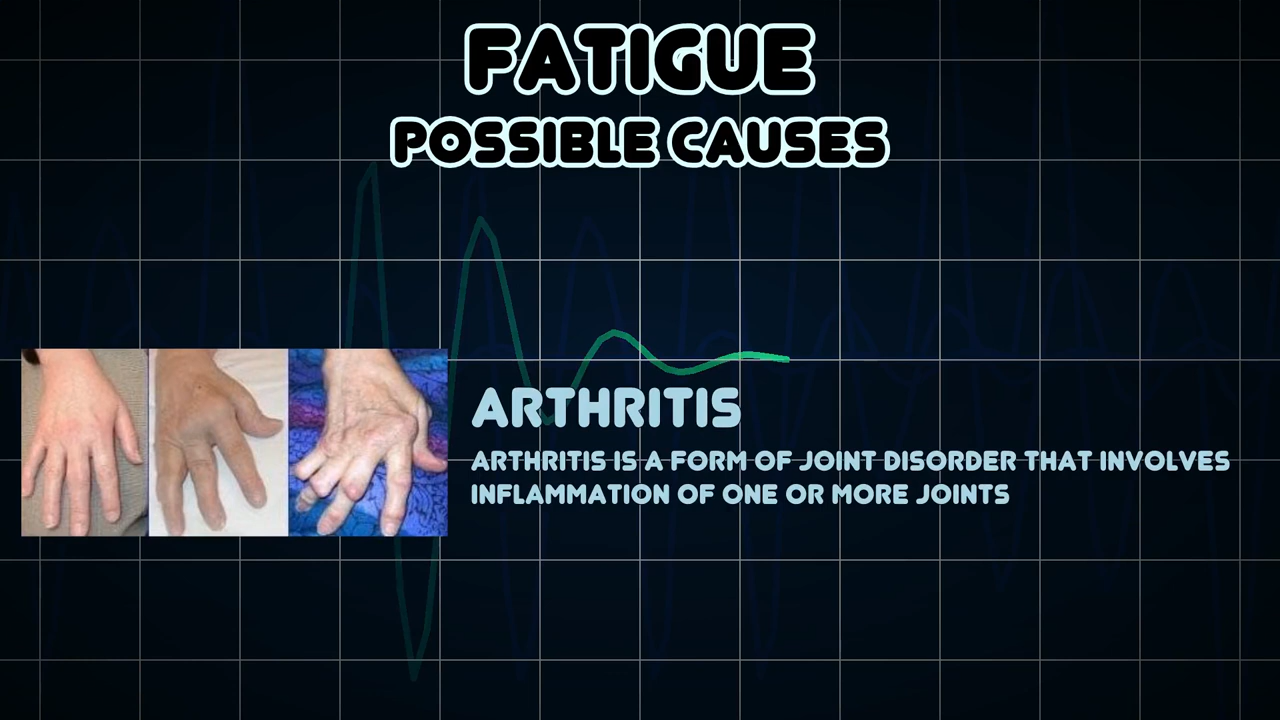 FATIGUE
POSSIBLE CAUSES
ARTHRITIS
ARTHRITIS IS A FORM OF JOINT DISORDER THAT INVOLVES
INFLAMMATION OF ONE OR MORE JOINTS